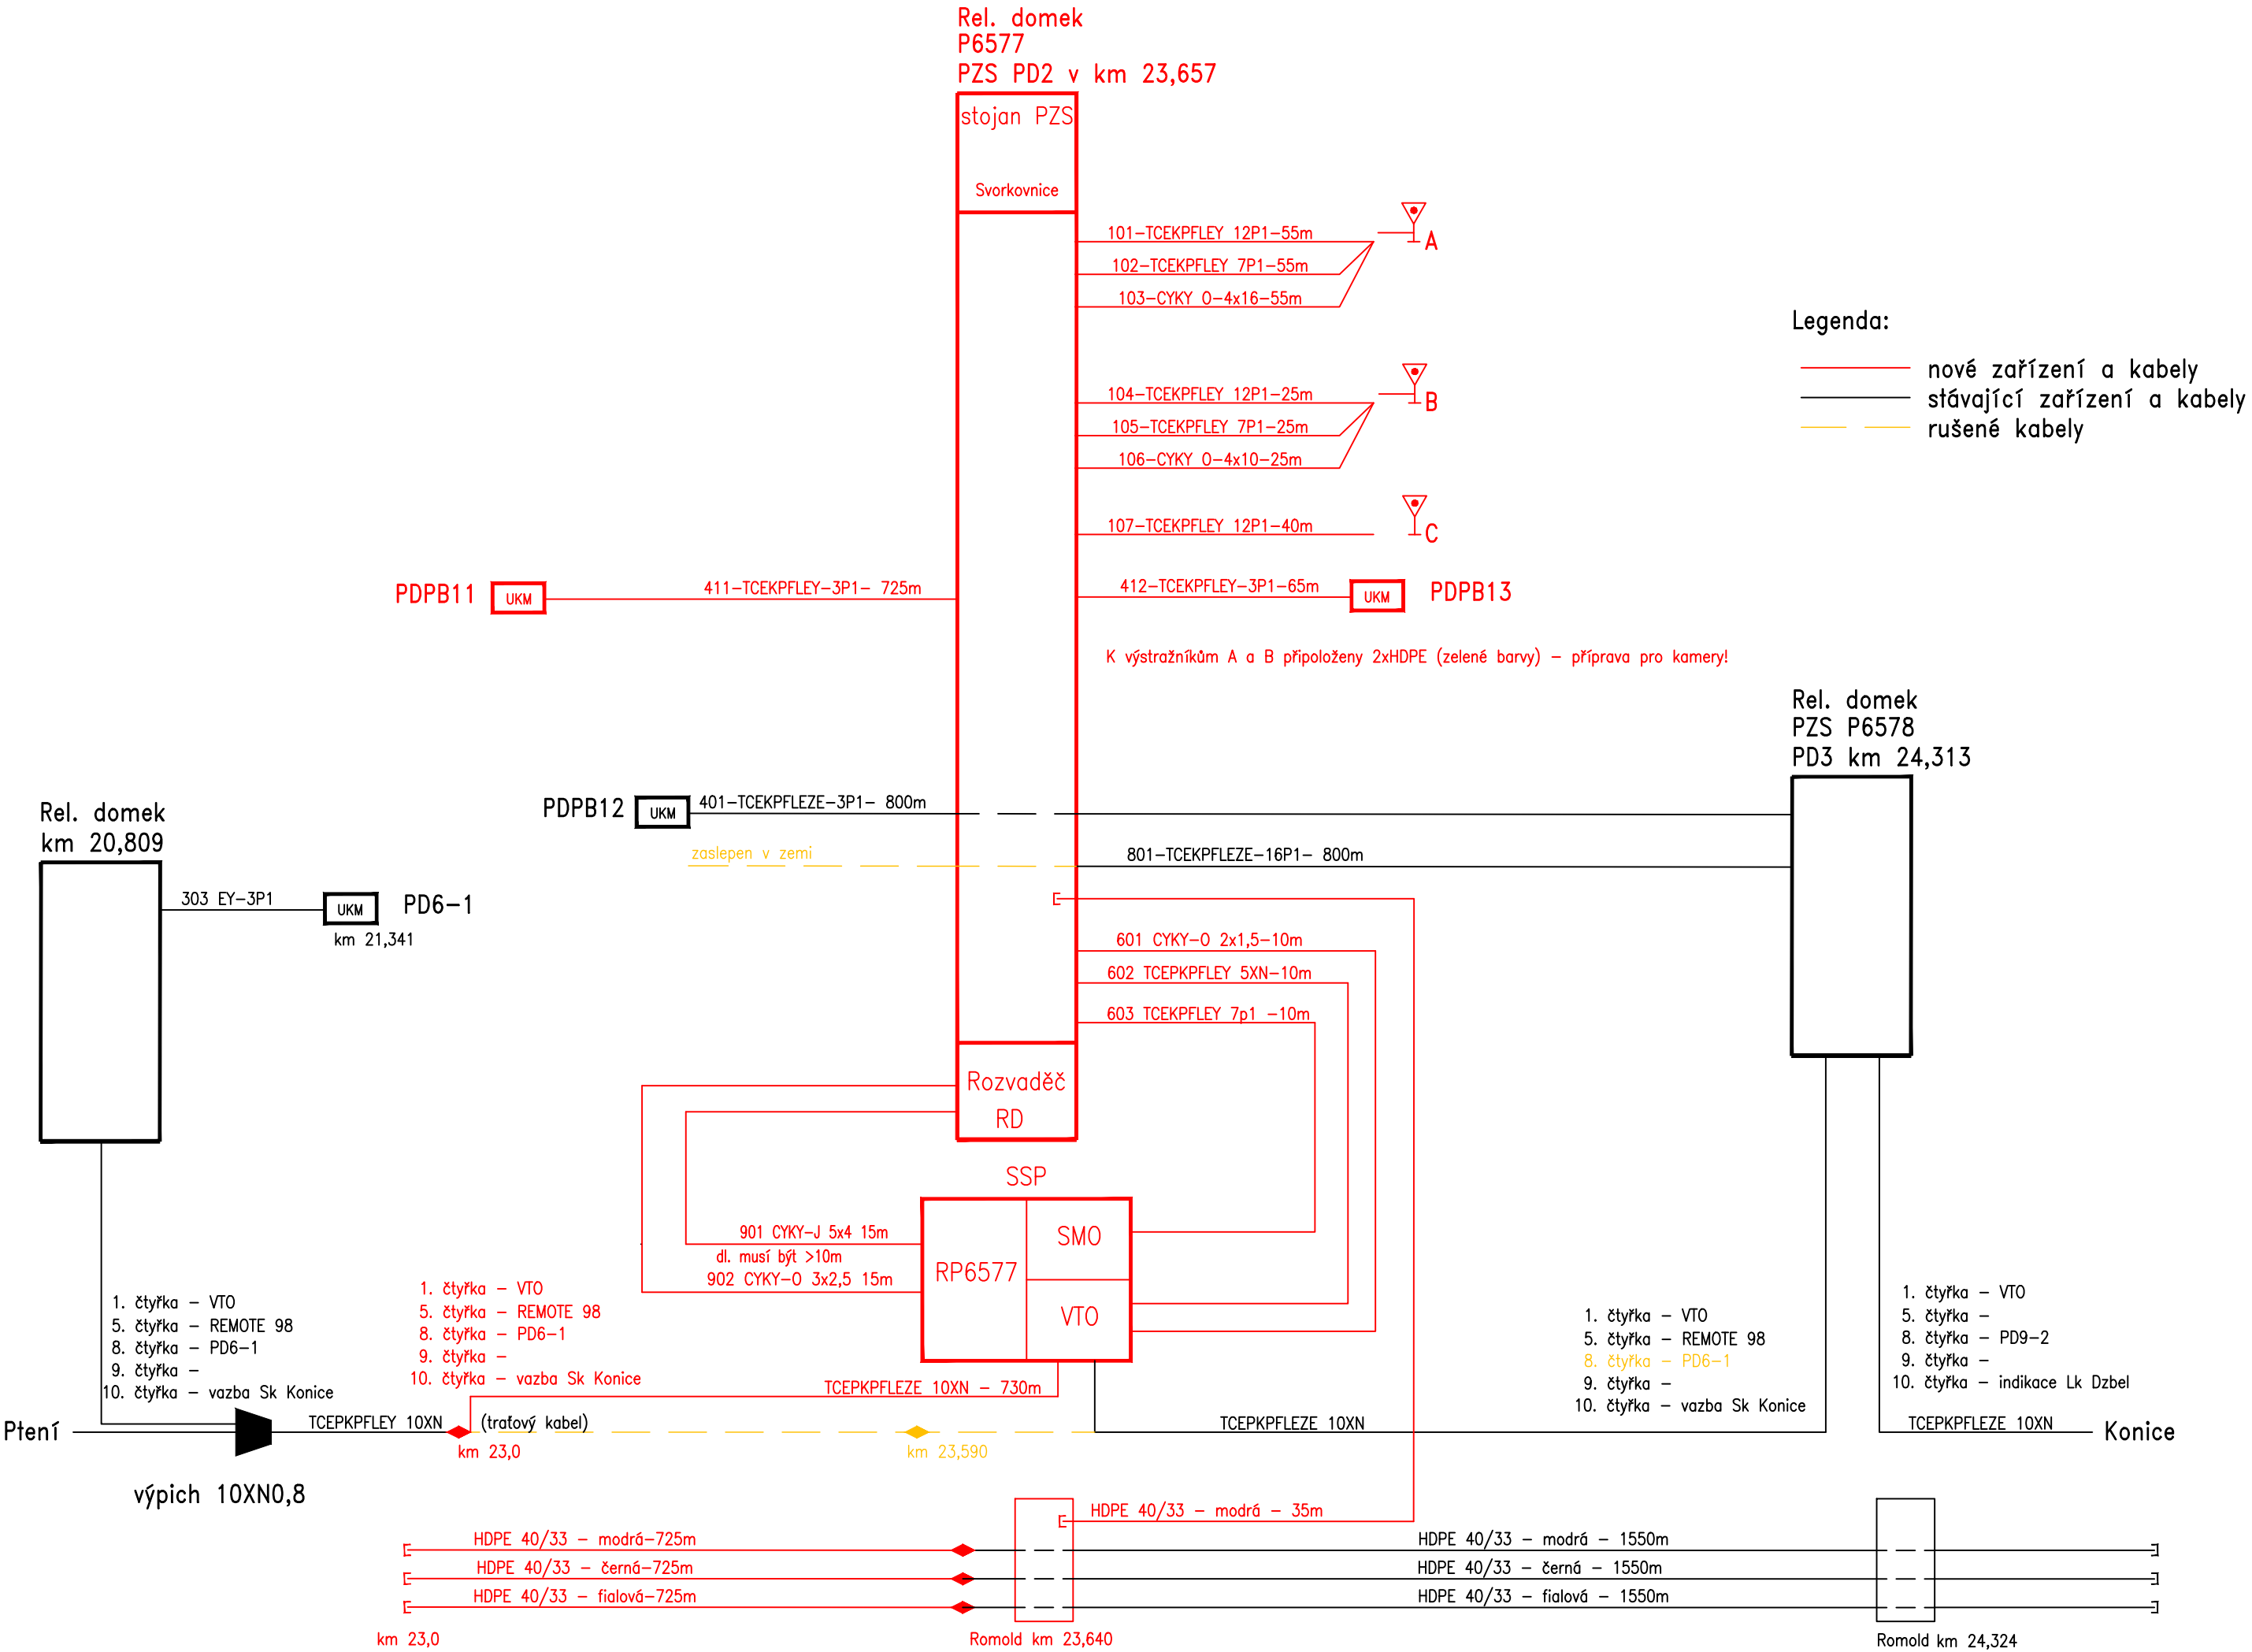 Rel. domek
P6577
PZS PD2 v km 23,657
stojan PZS
Svorkovnice
101-TCEKPFLEY 12P1-55m
102-TCEKPFLEY 7P1-55m
103-CYKY O-4x16-55m
A
Legenda:
nové zařízení a kabely
stávající zařízení a kabely
rušené kabely
104-TCEKPFLEY 12P1-25m
105-TCEKPFLEY 7P1-25m
106-CYKY O-4x10-25m
B
107-TCEKPFLEY 12P1-40m
C
PDPB11
UKM
411-TCEKPFLEY-3P1- 725m
412-TCEKPFLEY-3P1-65m
UKM
PDPB13
K výstražníkům A a B připoloženy 2xHDPE (zelené barvy) - příprava pro kamery!
Rel. domek
PZS P6578
PD3 km 24,313
PDPB12
UKM
401-TCEKPFLEZE-3P1- 800m
zaslepen v zemi
801-TCEKPFLEZE-16P1- 800m
Rel. domek
km 20,809
303 EY-3P1
UKM
PD6-1
km 21,341
601 CYKY-O 2x1,5-10m
602 TCEPKPFLEY 5XN-10m
603 TCEKPFLEY 7p1 -10m
Rozvaděč
RD
SSP
901 CYKY-J 5x4 15m
dl. musí být >10m
902 CYKY-O 3x2,5 15m
RP6577
SMO
VTO
1. čtyřka - VTO
5. čtyřka - REMOTE 98
8. čtyřka - PD6-1
9. čtyřka -
10. čtyřka - vazba Sk Konice
1. čtyřka - VTO
5. čtyřka - REMOTE 98
8. čtyřka - PD6-1
9. čtyřka -
10. čtyřka - vazba Sk Konice
1. čtyřka - VTO
5. čtyřka - REMOTE 98
8. čtyřka - PD6-1
9. čtyřka -
10. čtyřka - vazba Sk Konice
1. čtyřka - VTO
5. čtyřka -
8. čtyřka - PD9-2
9. čtyřka -
10. čtyřka - indikace Lk Dzbel
TCEPKPFLEZE 10XN - 730m
Ptení
TCEPKPFLEY 10XN
(traťový kabel)
km 23,0
km 23,590
TCEPKPFLEZE 10XN
TCEPKPFLEZE 10XN
Konice
výpich 10XN0,8
HDPE 40/33 - modrá - 35m
HDPE 40/33 - modrá-725m
HDPE 40/33 - černá-725m
HDPE 40/33 - fialová-725m
HDPE 40/33 - modrá - 1550m
HDPE 40/33 - černá - 1550m
HDPE 40/33 - fialová - 1550m
km 23,0
Romold km 23,640
Romold km 24,324